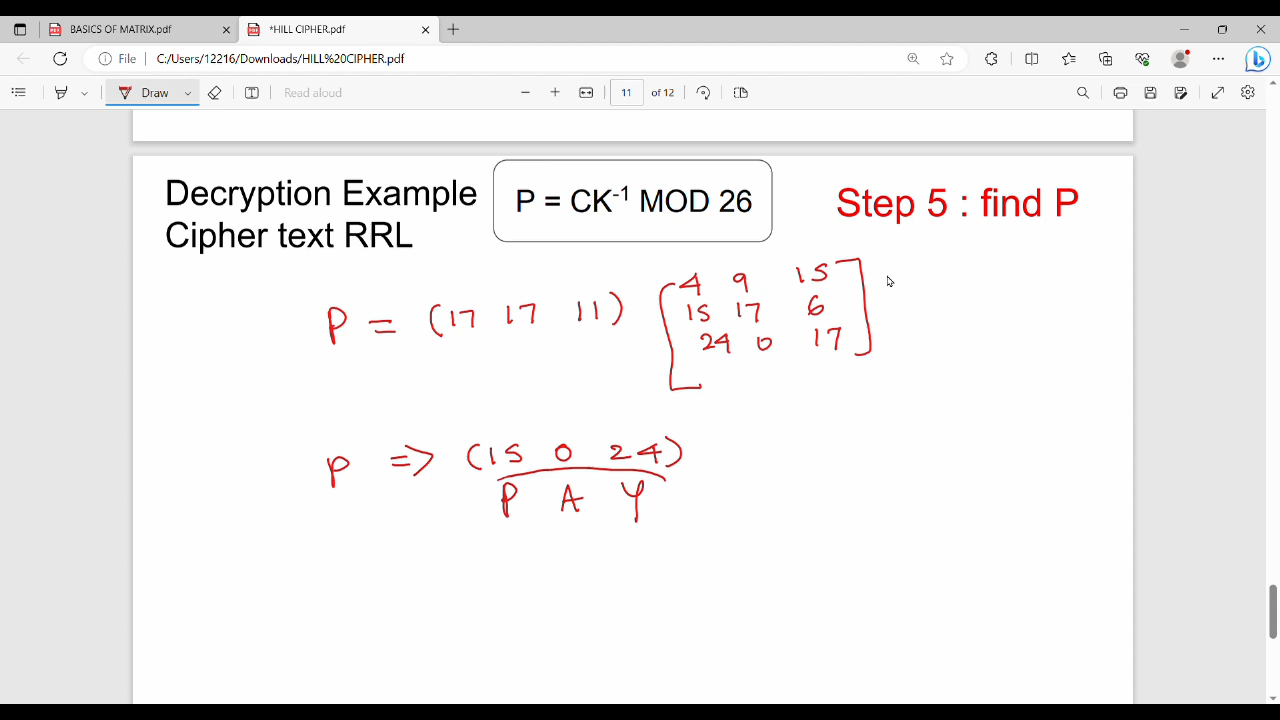 BASICS OF MATRIX.pdf
*HILL CIPHER.pdf
File C:/Users/12216/Downloads/HILL%20CIPHER.pdf
Draw Read aloud 11 of 12
Decryption Example
Cipher text RRL
P = CK-1 MOD 26
Step 5 : find P
P = (17 17 11) [4 9 15
15 17 6
24 0 17]
P => (15 0 24)
P A Y